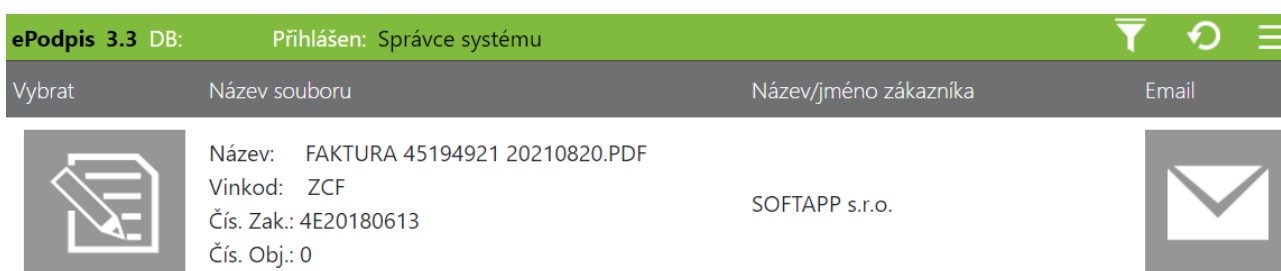 ePodpis 3.3 DB: Přihlášen: Správce systému
Vybrat Název souboru Název/jméno zákazníka Email
Název: FAKTURA 45194921 20210820.PDF
Vinkod: ZCF
SOFTAPP s.r.o.
Čís. Zak.: 4E20180613
Čís. Obj.: 0